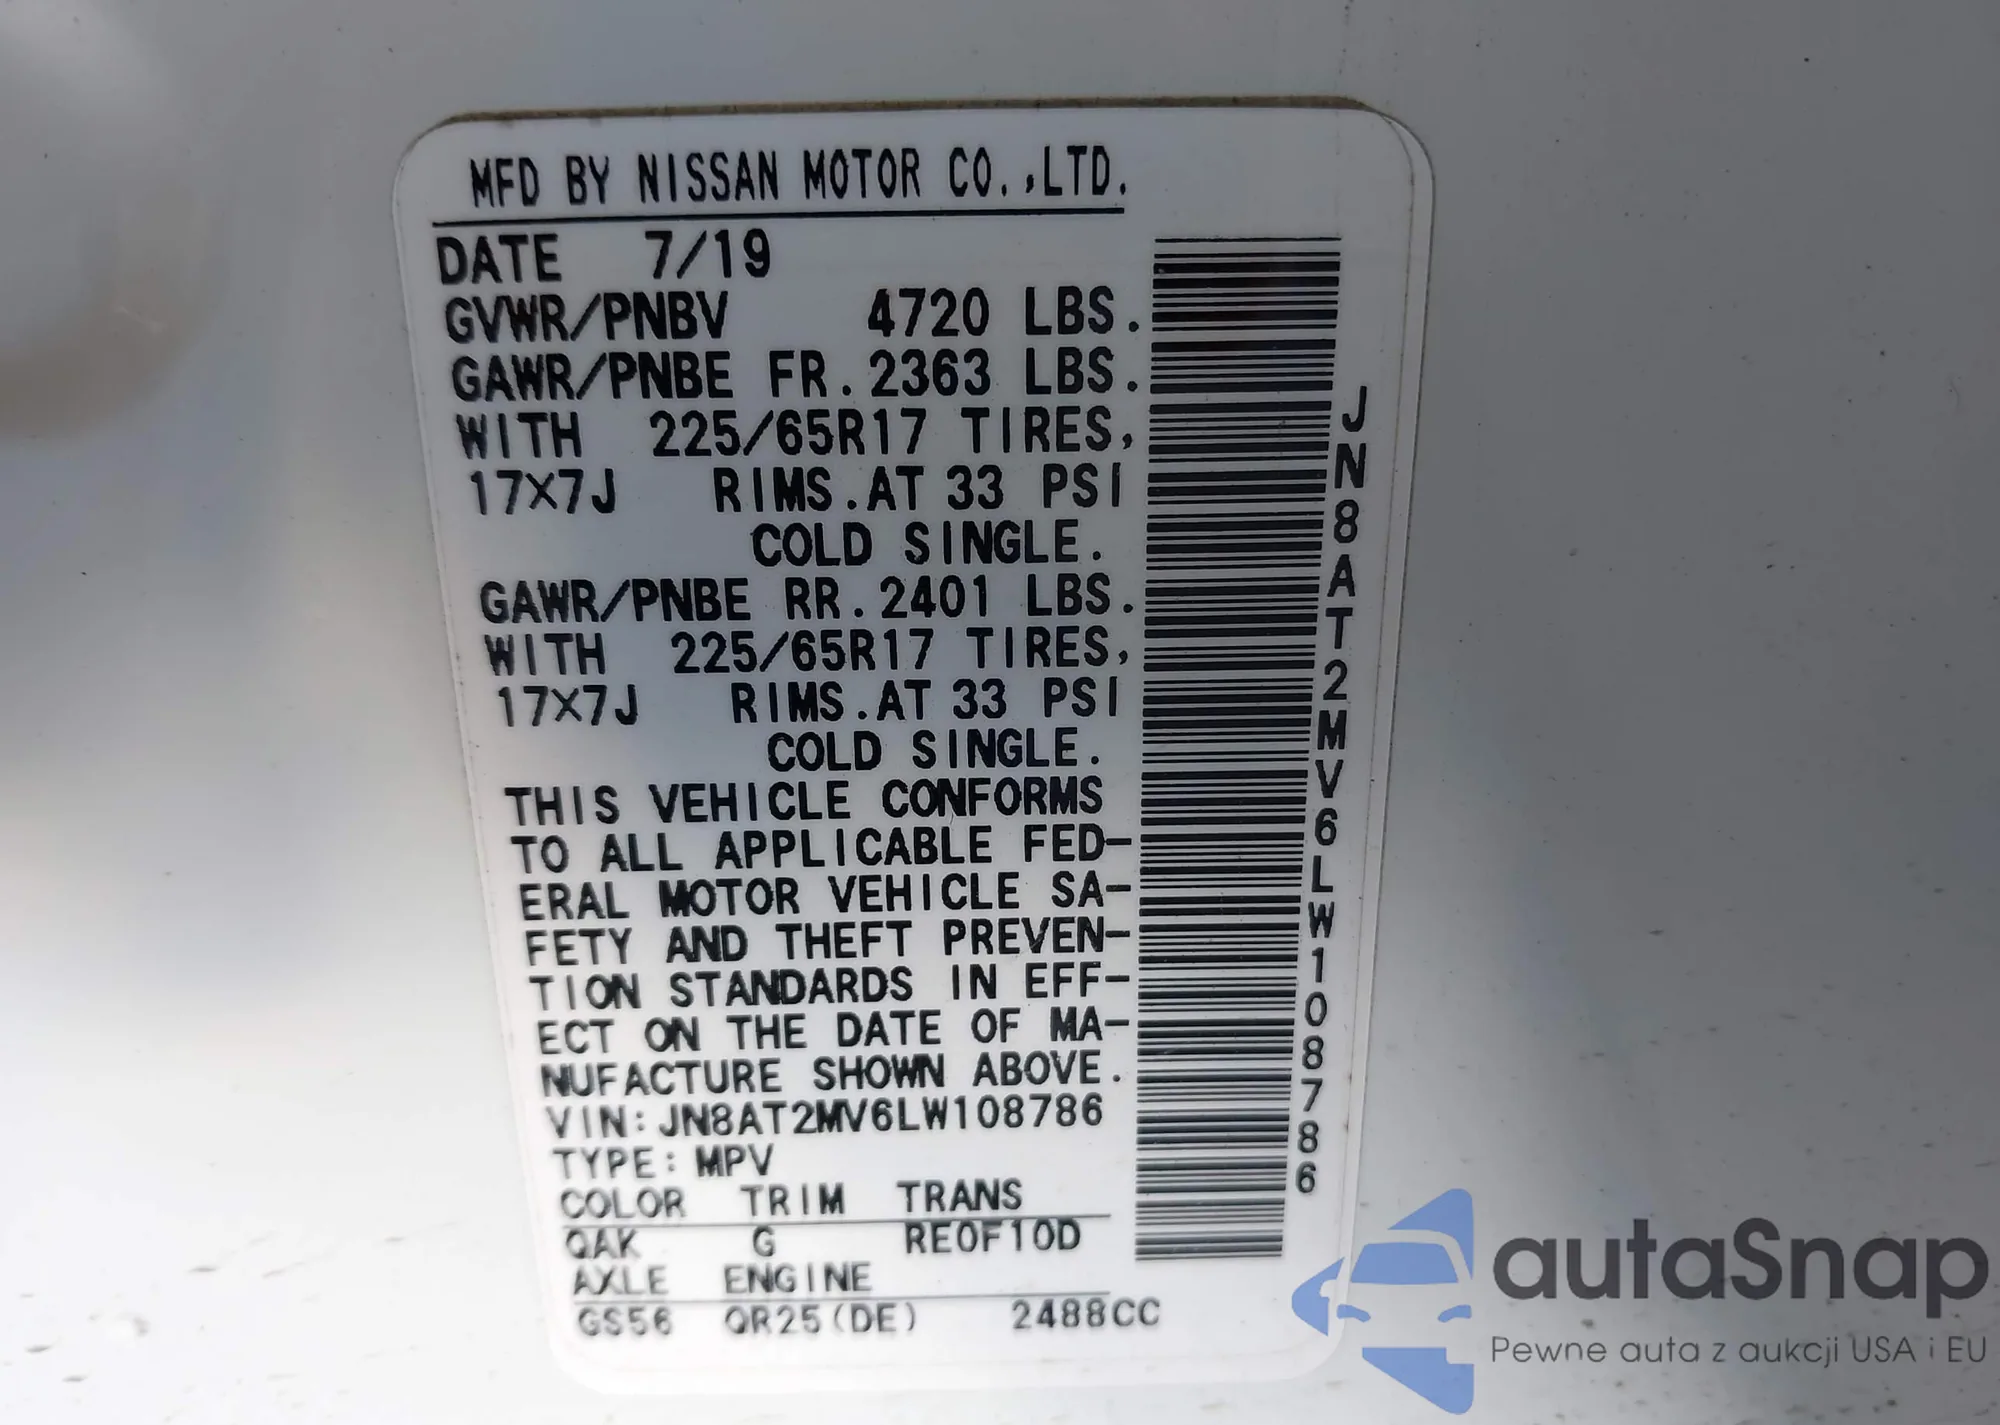 MFD BY NISSAN MOTOR CO.,LTD.
DATE 7/19
GVWR/PNBV 4720 LBS.
GAWR/PNBE FR. 2363 LBS.
WITH 225/65R17 TIRES,
17X7J RIMS. AT 33 PSI
COLD SINGLE.
GAWR/PNBE RR. 2401 LBS.
WITH 225/65R17 TIRES,
17X7J RIMS. AT 33 PSI
COLD SINGLE.
THIS VEHICLE CONFORMS
TO ALL APPLICABLE FED-
ERAL MOTOR VEHICLE SA-
FETY AND THEFT PREVEN-
TION STANDARDS IN EFF-
ECT ON THE DATE OF MA-
NUFACTURE SHOWN ABOVE.
VIN: JN8AT2MV6LW108786
TYPE: MPV
COLOR TRIM TRANS
QAK G RE0F10D
AXLE ENGINE
GS56 QR25(DE) 2488CC
JN8AT2MV6LW108786
autaSnap
Pewne auta z aukcji USA i EU